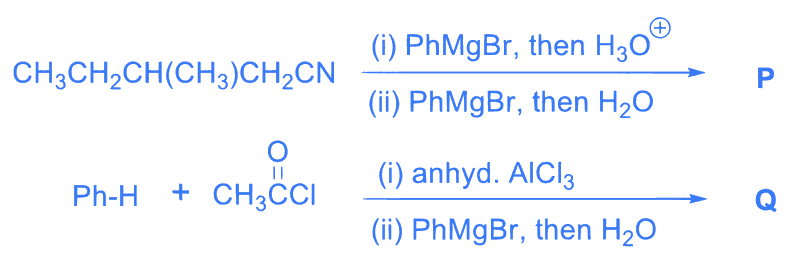 (i) PhMgBr, then H₃O⊕
CH₃CH₂CH(CH₃)CH₂CN P
(ii) PhMgBr, then H₂O
O
(i) anhyd. AlCl₃
Ph-H + CH₃CCl Q
(ii) PhMgBr, then H₂O